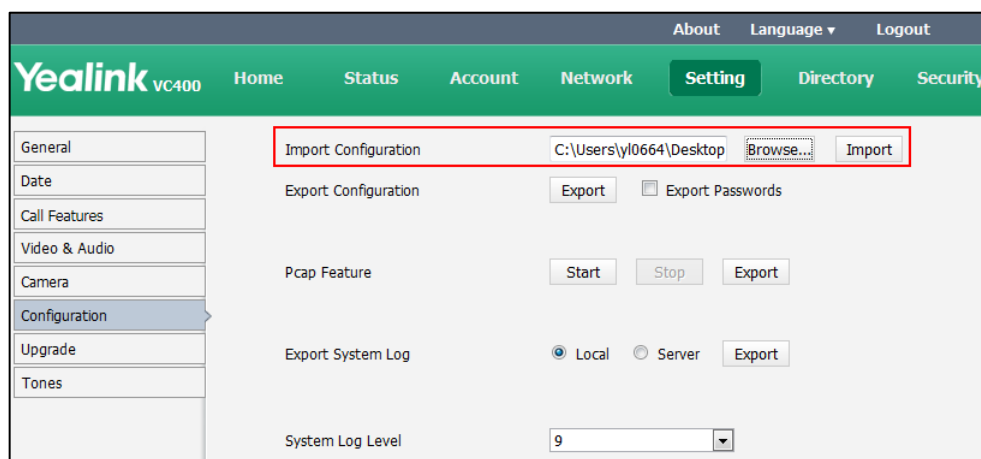 About Language ▾ Logout
Yealink VC400 Home Status Account Network Setting Directory Security
General
Date
Call Features
Video & Audio
Camera
Configuration
Upgrade
Tones
Import Configuration C:\Users\yl0664\Desktop Browse... Import
Export Configuration Export Export Passwords
Pcap Feature Start Stop Export
Export System Log Local Server Export
System Log Level 9